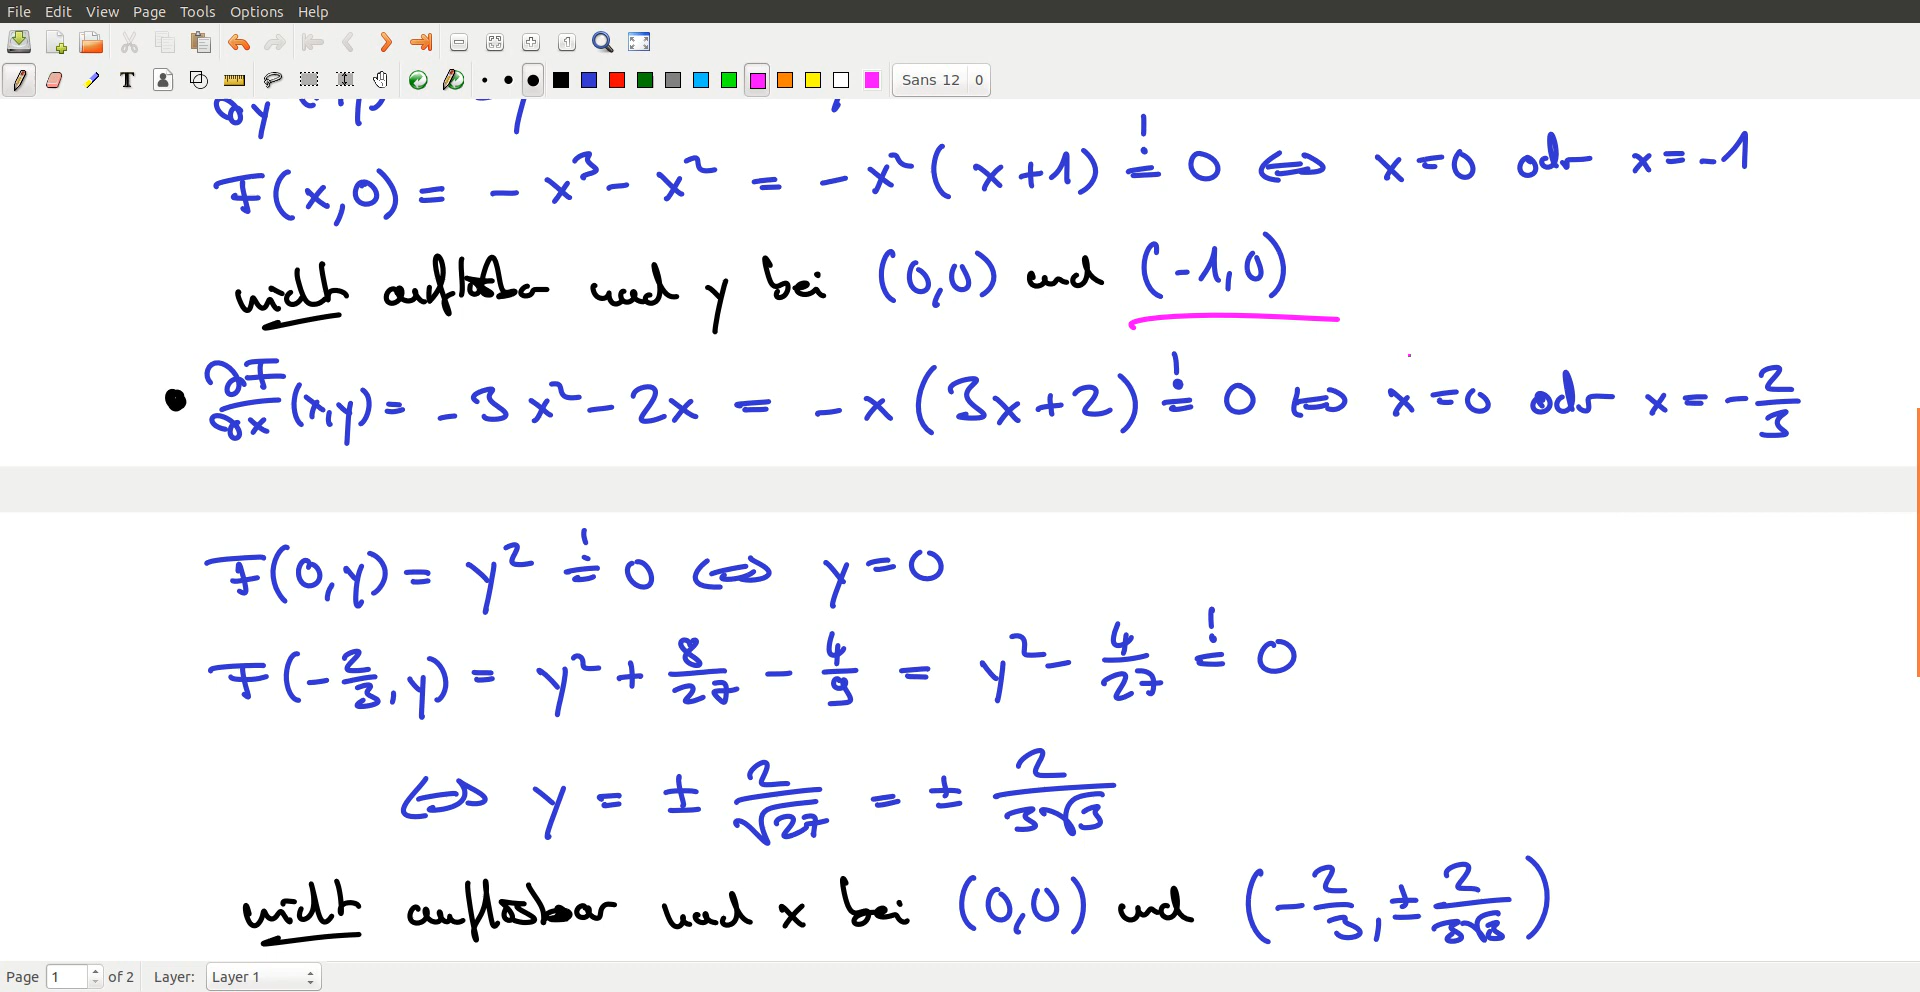 File Edit View Page Tools Options Help
Sans 12 0
F(x,0) = -x³ - x² = -x²(x+1) =! 0 ⇔ x=0 oder x=-1
nicht auflösbar nach y bei (0,0) und (-1,0)
• ∂F/∂x (x,y) = -3x² - 2x = -x(3x+2) =! 0 ⇔ x=0 oder x=-2/3
F(0,y) = y² =! 0 ⇔ y=0
F(-2/3,y) = y² + 8/27 - 4/9 = y² - 4/27 =! 0
⇔ y = ± 2/√27 = ± 2/(3√3)
nicht auflösbar nach x bei (0,0) und (-2/3, ± 2/(3√3))
Page 1 of 2 Layer: Layer 1